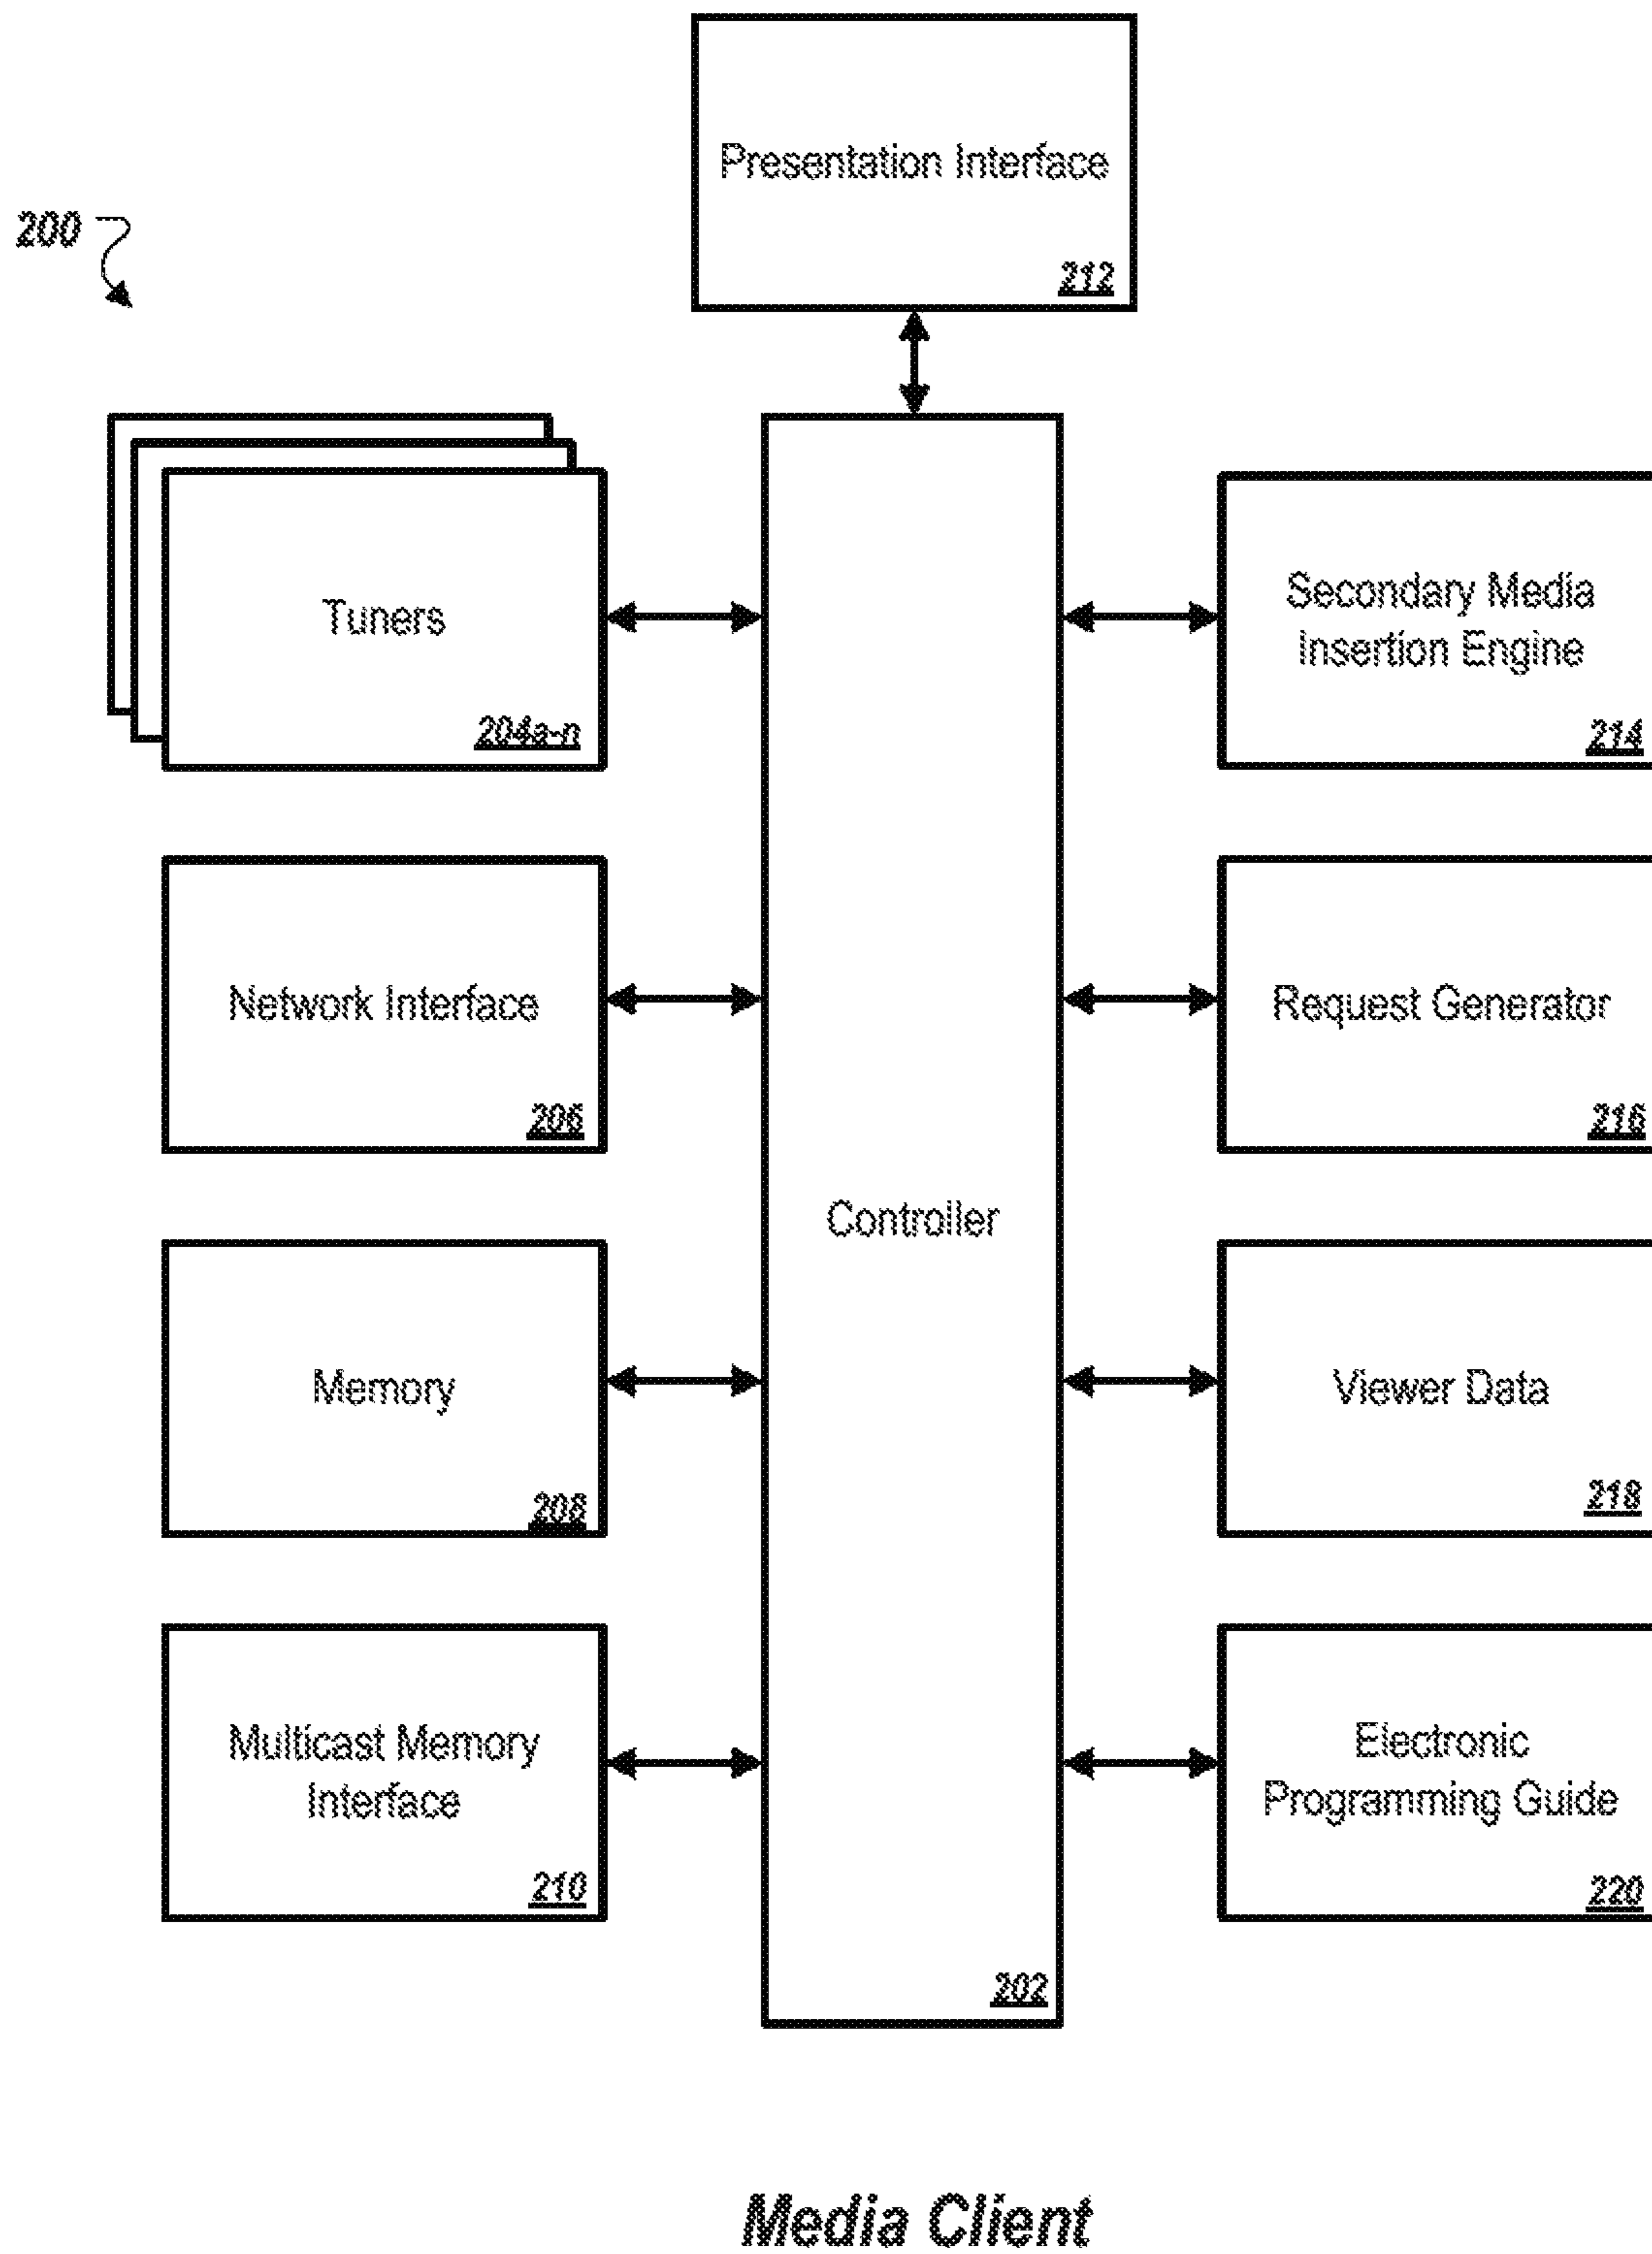 Presentation Interface
212
200
Tuners
204a-n
Secondary Media
Insertion Engine
214
Network Interface
206
Request Generator
216
Controller
202
Memory
208
Viewer Data
218
Multicast Memory
Interface
210
Electronic
Programming Guide
220
Media Client